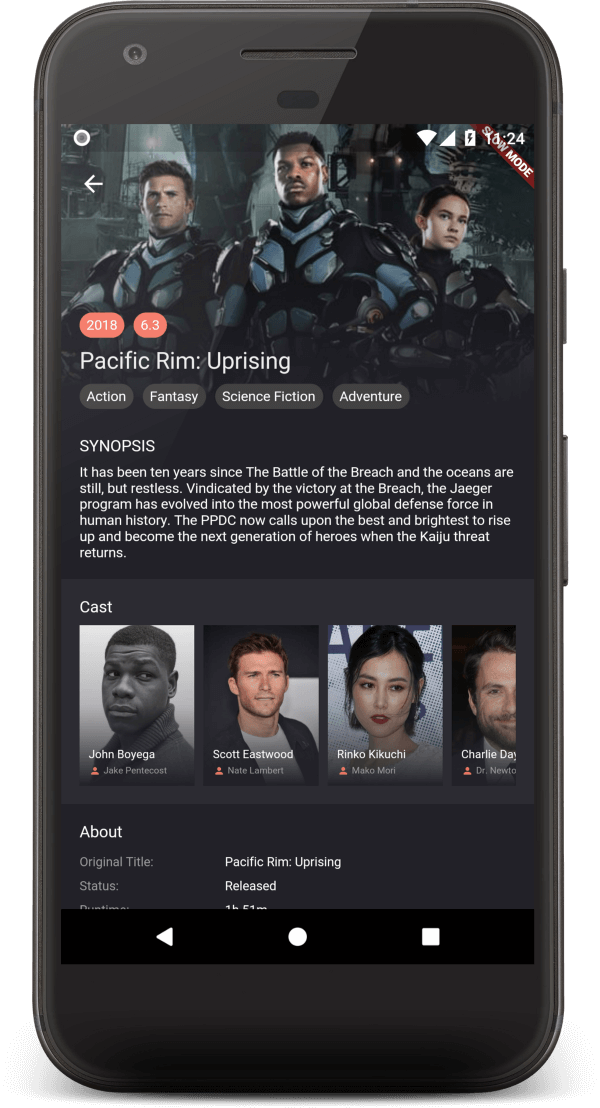 11:24
SLOW MODE
2018 6.3
Pacific Rim: Uprising
Action Fantasy Science Fiction Adventure
SYNOPSIS
It has been ten years since The Battle of the Breach and the oceans are
still, but restless. Vindicated by the victory at the Breach, the Jaeger
program has evolved into the most powerful global defense force in
human history. The PPDC now calls upon the best and brightest to rise
up and become the next generation of heroes when the Kaiju threat
returns.
Cast
John Boyega Scott Eastwood Rinko Kikuchi Charlie Day
Jake Pentecost Nate Lambert Mako Mori Dr. Newto
About
Original Title: Pacific Rim: Uprising
Status: Released
Runtime: 1h 51m